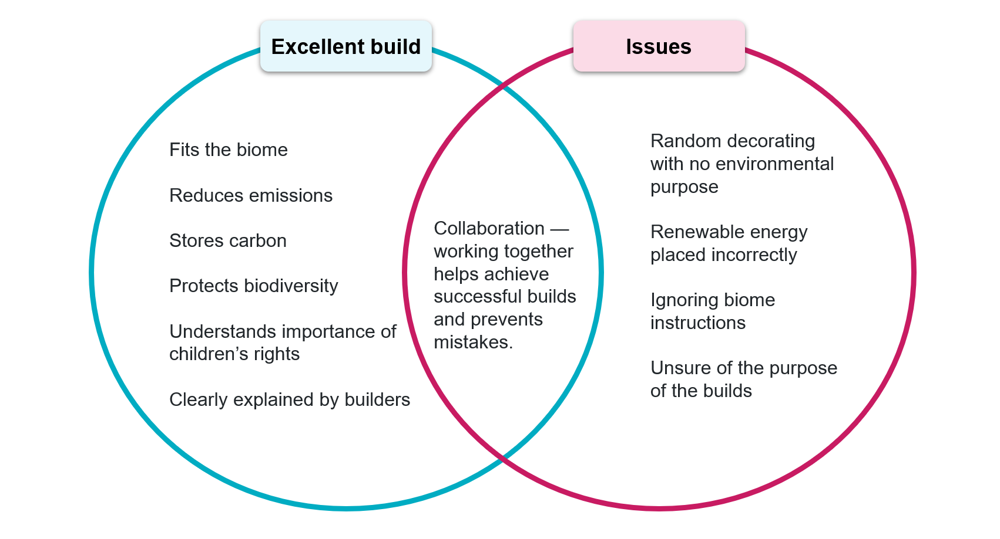 Excellent build
Issues
Fits the biome
Reduces emissions
Stores carbon
Protects biodiversity
Understands importance of
children’s rights
Clearly explained by builders
Collaboration —
working together
helps achieve
successful builds
and prevents
mistakes.
Random decorating
with no environmental
purpose
Renewable energy
placed incorrectly
Ignoring biome
instructions
Unsure of the purpose
of the builds